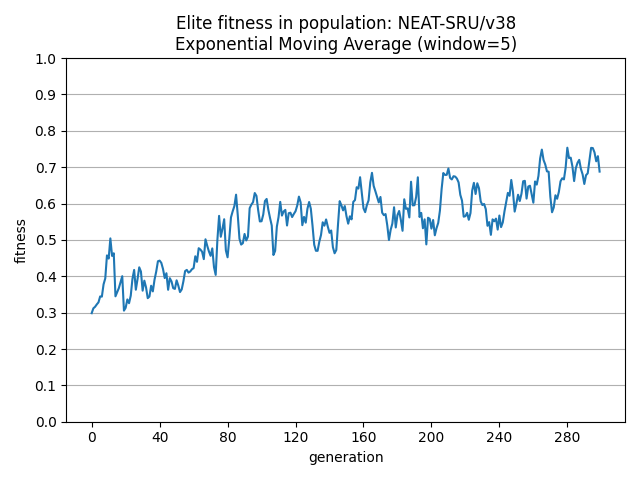 Elite fitness in population: NEAT-SRU/v38
Exponential Moving Average (window=5)
fitness
1.0
0.9
0.8
0.7
0.6
0.5
0.4
0.3
0.2
0.1
0.0
0 40 80 120 160 200 240 280
generation